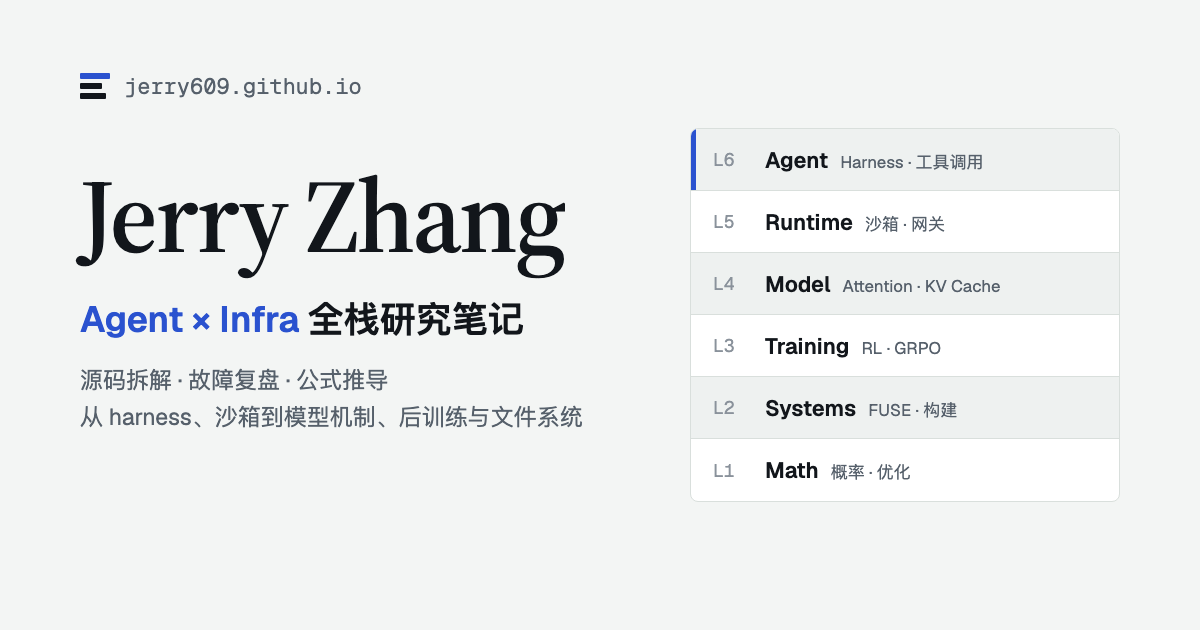 jerry609.github.io
Jerry Zhang
Agent × Infra 全栈研究笔记
源码拆解 · 故障复盘 · 公式推导
从 harness、沙箱到模型机制、后训练与文件系统
L6 Agent Harness · 工具调用
L5 Runtime 沙箱 · 网关
L4 Model Attention · KV Cache
L3 Training RL · GRPO
L2 Systems FUSE · 构建
L1 Math 概率 · 优化